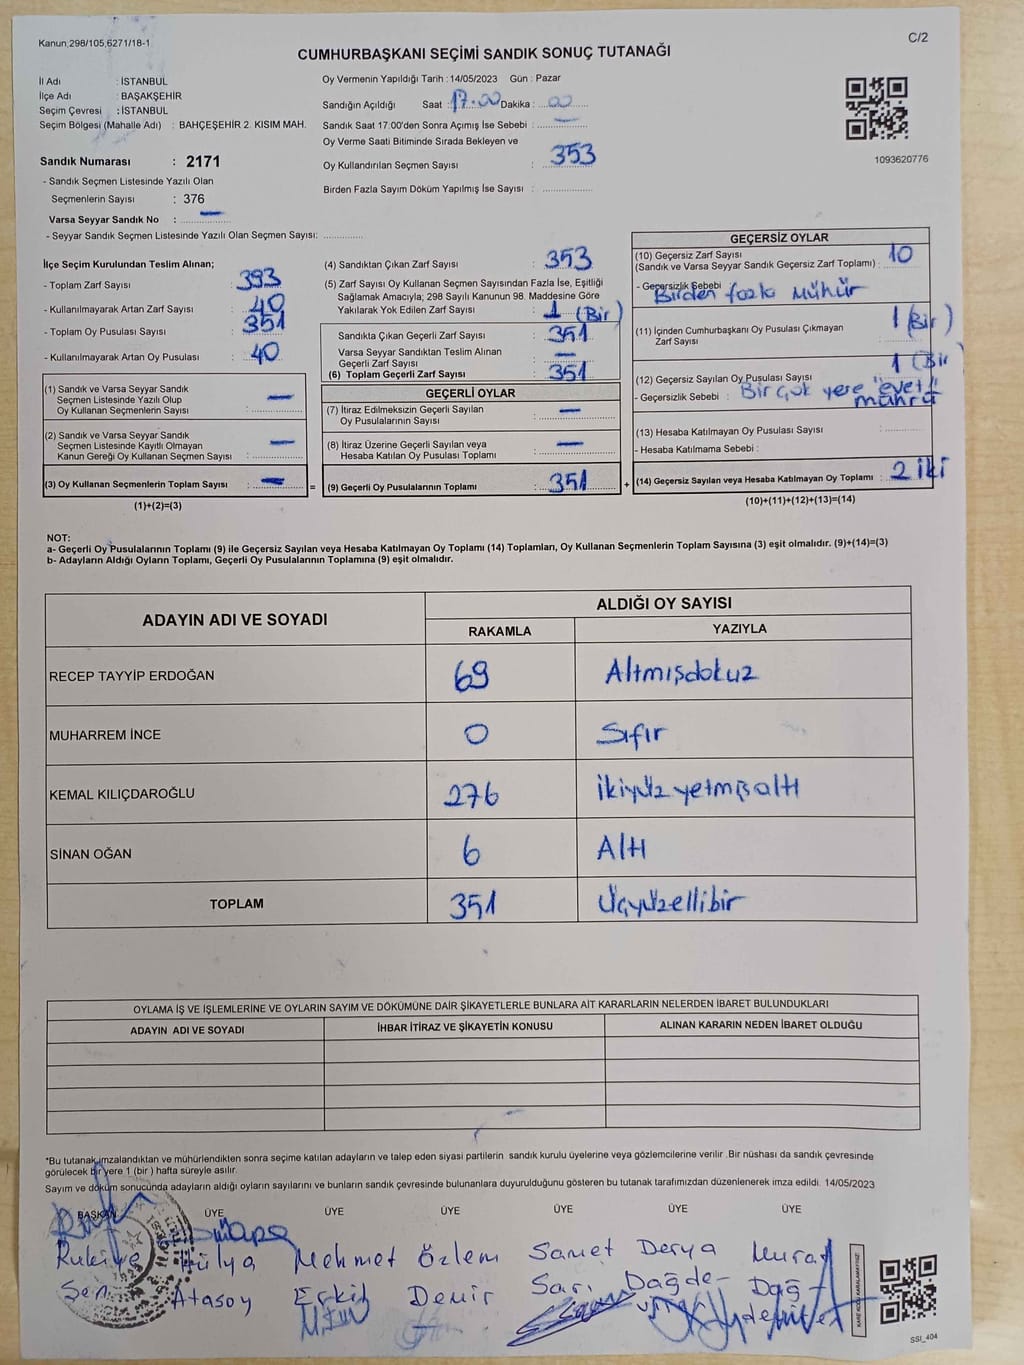 Kanun;298/105,6271/18-1
C/2
CUMHURBAŞKANI SEÇİMİ SANDIK SONUÇ TUTANAĞI
İl Adı : İSTANBUL
İlçe Adı : BAŞAKŞEHİR
Seçim Çevresi : İSTANBUL
Seçim Bölgesi (Mahalle Adı) : BAHÇEŞEHİR 2. KISIM MAH.
Sandık Numarası : 2171
- Sandık Seçmen Listesinde Yazılı Olan
Seçmenlerin Sayısı : 376
Varsa Seyyar Sandık No : —
- Seyyar Sandık Seçmen Listesinde Yazılı Olan Seçmen Sayısı: ..............
Oy Vermenin Yapıldığı Tarih : 14/05/2023 Gün : Pazar
Sandığın Açıldığı Saat : 17.00 Dakika : 00
Sandık Saat 17:00'den Sonra Açımış İse Sebebi : —
Oy Verme Saati Bitiminde Sırada Bekleyen ve
Oy Kullandırılan Seçmen Sayısı : 353
Birden Fazla Sayım Döküm Yapılmış İse Sayısı : ..............
1093620776
İlçe Seçim Kurulundan Teslim Alınan;
- Toplam Zarf Sayısı : 393
- Kullanılmayarak Artan Zarf Sayısı : 40
- Toplam Oy Pusulası Sayısı : 351
- Kullanılmayarak Artan Oy Pusulası : 40
(1) Sandık ve Varsa Seyyar Sandık
Seçmen Listesinde Yazılı Olup
Oy Kullanan Seçmenlerin Sayısı : —
(2) Sandık ve Varsa Seyyar Sandık
Seçmen Listesinde Kayıtlı Olmayan
Kanun Gereği Oy Kullanan Seçmen Sayısı : —
(3) Oy Kullanan Seçmenlerin Toplam Sayısı : —
(1)+(2)=(3)
(4) Sandıktan Çıkan Zarf Sayısı : 353
(5) Zarf Sayısı Oy Kullanan Seçmen Sayısından Fazla İse, Eşitliği
Sağlamak Amacıyla; 298 Sayılı Kanunun 98. Maddesine Göre
Yakılarak Yok Edilen Zarf Sayısı : 1 (Bir)
Sandıkta Çıkan Geçerli Zarf Sayısı : 351
Varsa Seyyar Sandıktan Teslim Alınan
Geçerli Zarf Sayısı : —
(6) Toplam Geçerli Zarf Sayısı : 351
GEÇERLİ OYLAR
(7) İtiraz Edilmeksizin Geçerli Sayılan
Oy Pusulalarının Sayısı : —
(8) İtiraz Üzerine Geçerli Sayılan veya
Hesaba Katılan Oy Pusulası Toplamı : —
= (9) Geçerli Oy Pusulalarının Toplamı : 351 +
GEÇERSİZ OYLAR
(10) Geçersiz Zarf Sayısı
(Sandık ve Varsa Seyyar Sandık Geçersiz Zarf Toplamı) : 10
- Geçersizlik Sebebi
Birden fazla mühür
(11) İçinden Cumhurbaşkanı Oy Pusulası Çıkmayan
Zarf Sayısı : 1 (Bir)
(12) Geçersiz Sayılan Oy Pusulası Sayısı 1 (Bir
- Geçersizlik Sebebi : Birçok yere "evet"
mührü
(13) Hesaba Katılmayan Oy Pusulası Sayısı : ..............
- Hesaba Katılmama Sebebi :
(14) Geçersiz Sayılan veya Hesaba Katılmayan Oy Toplamı : 2 iki
(10)+(11)+(12)+(13)=(14)
NOT:
a- Geçerli Oy Pusulalarının Toplamı (9) ile Geçersiz Sayılan veya Hesaba Katılmayan Oy Toplamı (14) Toplamları, Oy Kullanan Seçmenlerin Toplam Sayısına (3) eşit olmalıdır. (9)+(14)=(3)
b- Adayların Aldığı Oyların Toplamı, Geçerli Oy Pusulalarının Toplamına (9) eşit olmalıdır.
ADAYIN ADI VE SOYADI
ALDIĞI OY SAYISI
RAKAMLA YAZIYLA
RECEP TAYYİP ERDOĞAN 69 Altmışdokuz
MUHARREM İNCE 0 Sıfır
KEMAL KILIÇDAROĞLU 276 ikiyüz yetmişaltı
SİNAN OĞAN 6 Altı
TOPLAM 351 üçyüzellibir
OYLAMA İŞ VE İŞLEMLERİNE VE OYLARIN SAYIM VE DÖKÜMÜNE DAİR ŞİKAYETLERLE BUNLARA AİT KARARLARIN NELERDEN İBARET BULUNDUKLARI
ADAYIN ADI VE SOYADI İHBAR İTİRAZ VE ŞİKAYETİN KONUSU ALINAN KARARIN NEDEN İBARET OLDUĞU
*Bu tutanak imzalandıktan ve mühürlendikten sonra seçime katılan adayların ve talep eden siyasi partilerin sandık kurulu üyelerine veya gözlemcilerine verilir .Bir nüshası da sandık çevresinde
görülecek bir yere 1 (bir ) hafta süreyle asılır.
Sayım ve döküm sonucunda adayların aldığı oyların sayılarını ve bunların sandık çevresinde bulunanlara duyurulduğunu gösteren bu tutanak tarafımızdan düzenlenerek imza edildi. 14/05/2023
BAŞKAN ÜYE ÜYE ÜYE ÜYE ÜYE ÜYE
Rukiye Hülya Mehmet Özlem Samet Derya Murat
Şen Atasoy Erkit Demir Sarı Dağde- Dağ-
KARE KODU KARALAMAYINIZ!
SSİ_404